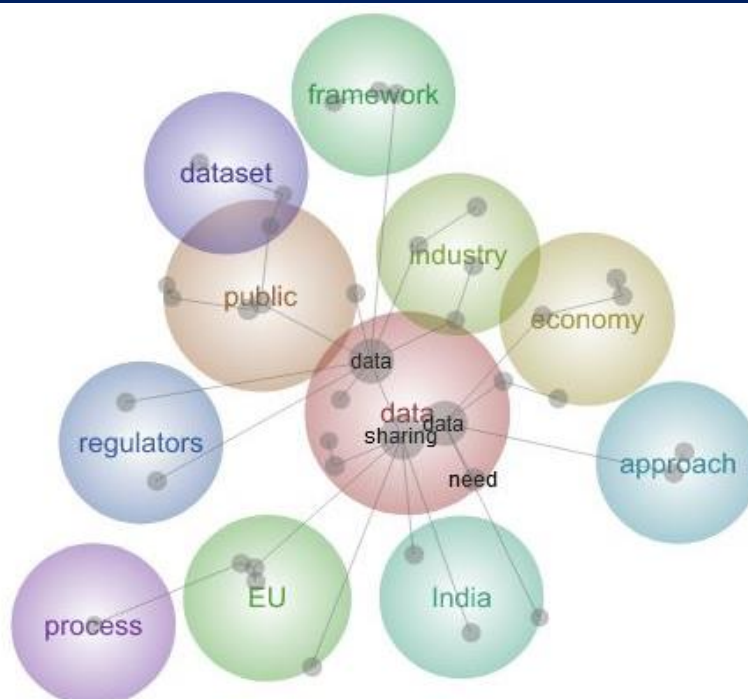 framework
dataset
industry
public
economy
data
data
data
sharing
regulators
approach
need
EU
India
process